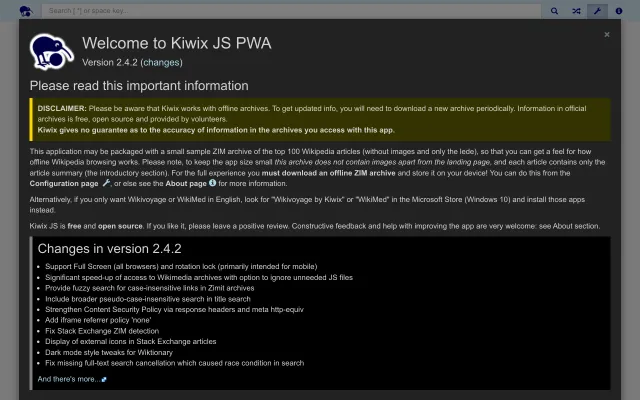 Search [.*] or space key..
×
Welcome to Kiwix JS PWA
Version 2.4.2 (changes)
Please read this important information
DISCLAIMER: Please be aware that Kiwix works with offline archives. To get updated info, you will need to download a new archive periodically. Information in official
archives is free, open source and provided by volunteers.
Kiwix gives no guarantee as to the accuracy of information in the archives you access with this app.
This application may be packaged with a small sample ZIM archive of the top 100 Wikipedia articles (without images and only the lede), so that you can get a feel for how
offline Wikipedia browsing works. Please note, to keep the app size small this archive does not contain images apart from the landing page, and each article contains only the
article summary (the introductory section). For the full experience you must download an offline ZIM archive and store it on your device! You can do this from the
Configuration page , or else see the About page for more information.
Alternatively, if you only want Wikivoyage or WikiMed in English, look for "Wikivoyage by Kiwix" or "WikiMed" in the Microsoft Store (Windows 10) and install those apps
instead.
Kiwix JS is free and open source. If you like it, please leave a positive review. Constructive feedback and help with improving the app are very welcome: see About section.
Changes in version 2.4.2
• Support Full Screen (all browsers) and rotation lock (primarily intended for mobile)
• Significant speed-up of access to Wikimedia archives with option to ignore unneeded JS files
• Provide fuzzy search for case-insensitive links in Zimit archives
• Include broader pseudo-case-insensitive search in title search
• Strengthen Content Security Policy via response headers and meta http-equiv
• Add iframe referrer policy 'none'
• Fix Stack Exchange ZIM detection
• Display of external icons in Stack Exchange articles
• Dark mode style tweaks for Wiktionary
• Fix missing full-text search cancellation which caused race condition in search
And there's more...